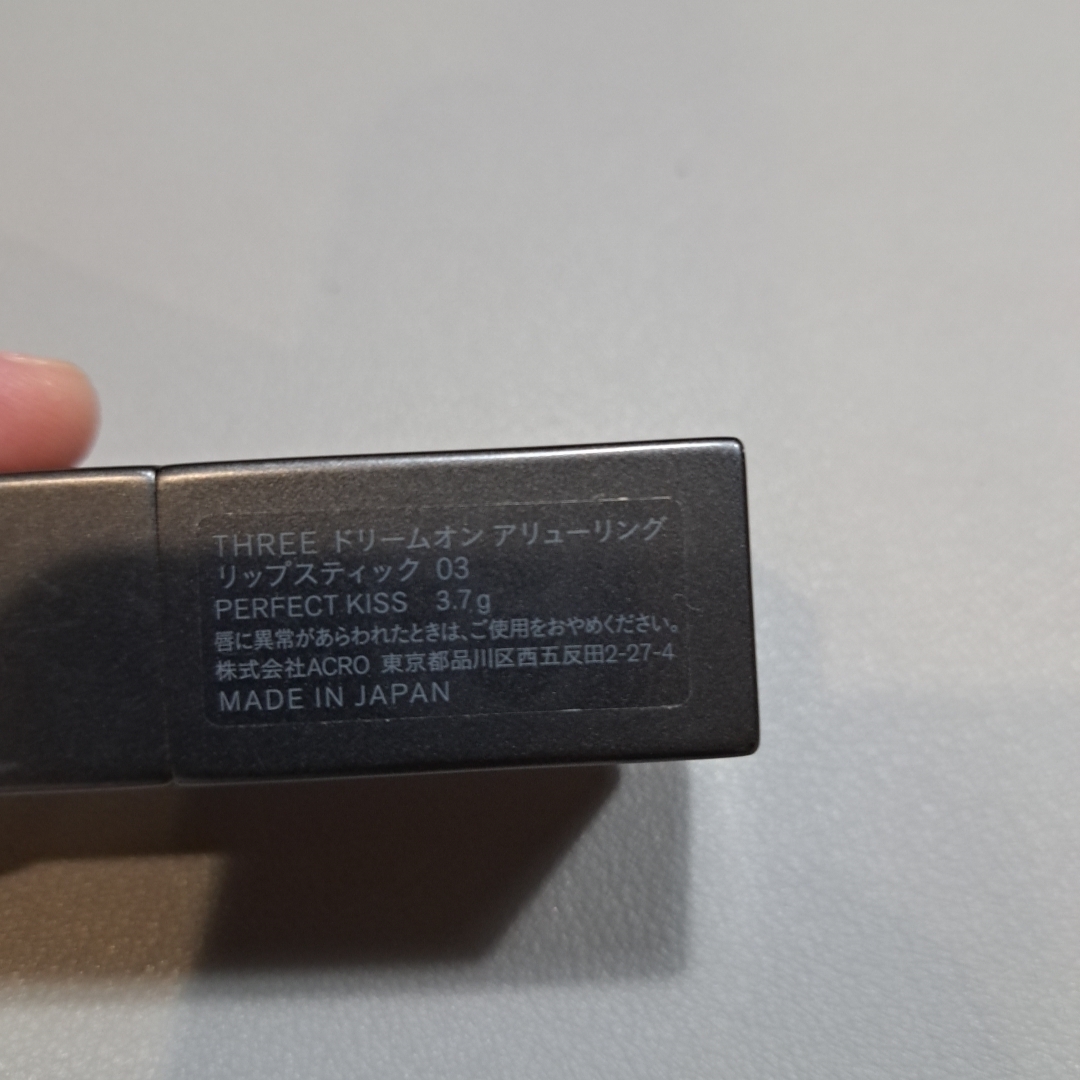 THREE ドリームオン アリューリング
リップスティック 03
PERFECT KISS 3.7g
唇に異常があらわれたときは、ご使用をおやめください。
株式会社ACRO 東京都品川区西五反田2-27-4
MADE IN JAPAN